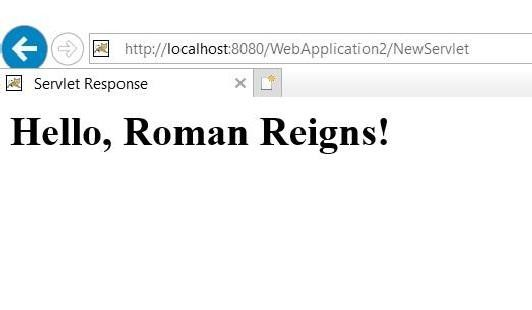 http://localhost:8080/WebApplication2/NewServlet
Servlet Response
Hello, Roman Reigns!